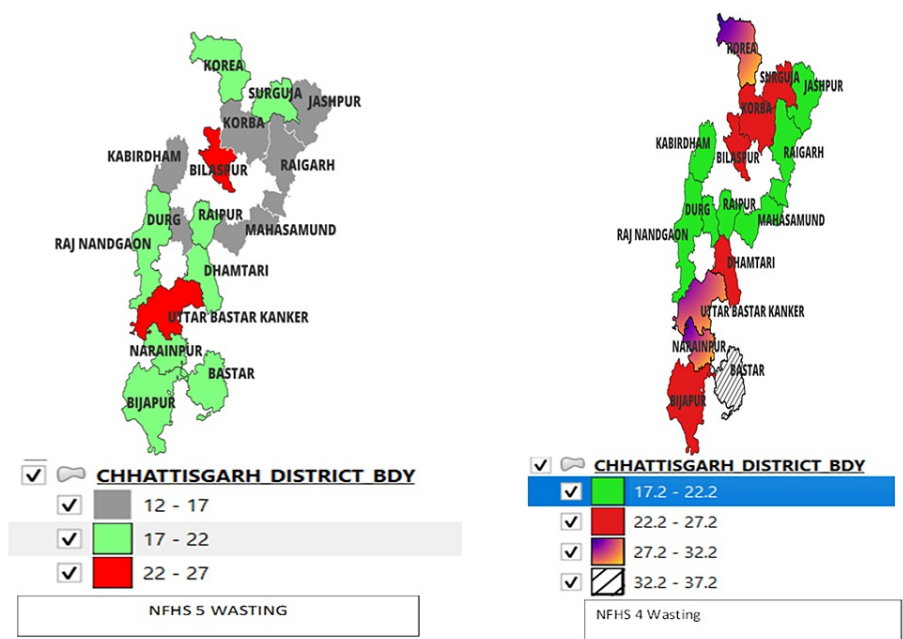 KOREA
SURGUJA
JASHPUR
KORBA
KABIRDHAM
BILASPUR
RAIGARH
DURG
RAIPUR
MAHASAMUND
RAJ NANDGAON
DHAMTARI
UTTAR BASTAR KANKER
NARAINPUR
BASTAR
BIJAPUR
CHHATTISGARH_DISTRICT_BDY
12 - 17
17 - 22
22 - 27
NFHS 5 WASTING
KOREA
SURGUJA
JASHPUR
KORBA
KABIRDHAM
BILASPUR
RAIGARH
DURG
RAIPUR
MAHASAMUND
RAJ NANDGAON
DHAMTARI
UTTAR BASTAR KANKER
NARAINPUR
BASTAR
BIJAPUR
CHHATTISGARH_DISTRICT_BDY
17.2 - 22.2
22.2 - 27.2
27.2 - 32.2
32.2 - 37.2
NFHS 4 Wasting